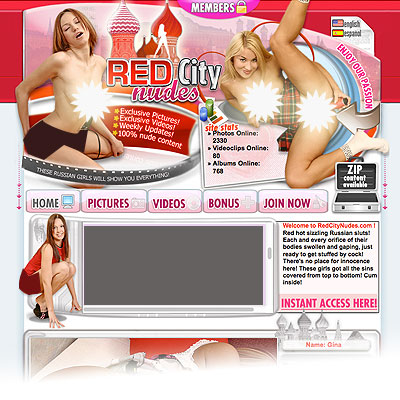 MEMBERS
english
espanol
ENJOY OUR PASSION
RED City
nudes
Exclusive Pictures!
Exclusive Videos!
Weekly Updates!
100% nude content
site stats
Photos Online:
2330
Videoclips Online:
80
Albums Online:
768
THESE RUSSIAN GIRLS WILL SHOW YOU EVERYTHING!
ZIP
content
available
HOME
PICTURES
VIDEOS
BONUS
JOIN NOW
Welcome to RedCityNudes.com !
Red hot sizzling Russian sluts!
Each and every orifice of their
bodies swollen and gaping, just
ready to get stuffed by cock!
There's no place for innocence
here! These girls got all the sins
covered from top to bottom! Cum
inside!
INSTANT ACCESS HERE!
Name: Gina